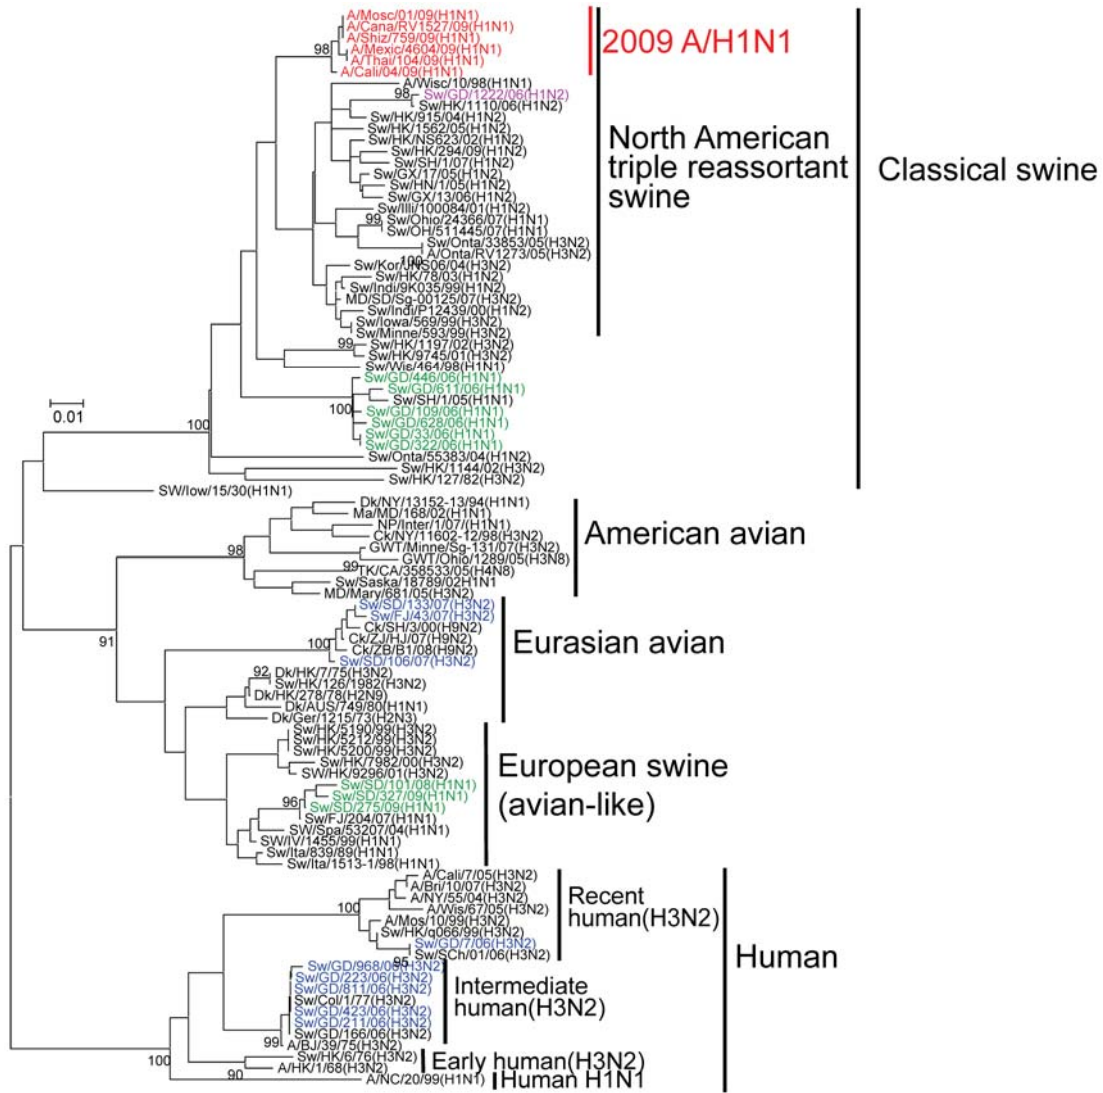 A/Mosc/01/09(H1N1)
A/Cana/RV1527/09(H1N1)
A/Shiz/759/09(H1N1)
A/Mexic/4604/09(H1N1)
A/Thai/104/09(H1N1)
98
A/Cali/04/09(H1N1)
2009 A/H1N1
A/Wisc/10/98(H1N1)
98
Sw/GD/1222/06(H1N2)
Sw/HK/1110/06(H1N2)
Sw/HK/915/04(H1N2)
Sw/HK/1562/05(H1N2)
Sw/HK/NS623/02(H1N2)
Sw/HK/294/09(H1N2)
Sw/SH/1/07(H1N2)
Sw/GX/17/05(H1N2)
Sw/HN/1/05(H1N2)
Sw/GX/13/06(H1N2)
Sw/Illi/100084/01(H1N2)
99
Sw/Ohio/24366/07(H1N1)
Sw/OH/511445/07(H1N1)
Sw/Onta/33853/05(H3N2)
A/Onta/RV1273/05(H3N2)
100
Sw/Kor/JNS06/04(H3N2)
Sw/HK/78/03(H1N2)
Sw/Indi/9K035/99(H1N2)
MD/SD/Sg-00125/07(H3N2)
Sw/Indi/P12439/00(H1N2)
Sw/Iowa/569/99(H3N2)
Sw/Minne/593/99(H3N2)
North American
triple reassortant
swine
Classical swine
99
Sw/HK/1197/02(H3N2)
Sw/HK/9745/01(H3N2)
Sw/Wis/464/98(H1N1)
Sw/GD/446/06(H1N1)
Sw/GD/611/06(H1N1)
Sw/SH/1/05(H1N1)
100
Sw/GD/109/06(H1N1)
Sw/GD/628/06(H1N1)
Sw/GD/33/06(H1N1)
Sw/GD/322/06(H1N1)
0.01
100
Sw/Onta/55383/04(H1N2)
Sw/HK/1144/02(H3N2)
Sw/HK/127/82(H3N2)
SW/Iow/15/30(H1N1)
Dk/NY/13152-13/94(H1N1)
Ma/MD/168/02(H1N1)
NP/Inter/1/07/(H1N1)
Ck/NY/11602-12/98(H3N2)
98
GWT/Minne/Sg-131/07(H3N2)
GWT/Ohio/1289/05(H3N8)
99
TK/CA/358533/05(H4N8)
Sw/Saska/18789/02H1N1
MD/Mary/681/05(H3N2)
American avian
91
Sw/SD/133/07(H3N2)
Sw/FJ/43/07(H3N2)
Ck/SH/3/00(H9N2)
100
Ck/ZJ/HJ/07(H9N2)
Ck/ZB/B1/08(H9N2)
Sw/SD/106/07(H3N2)
92
Dk/HK/7/75(H3N2)
Sw/HK/126/1982(H3N2)
Dk/HK/278/78(H2N9)
Dk/AUS/749/80(H1N1)
Dk/Ger/1215/73(H2N3)
Eurasian avian
Sw/HK/5190/99(H3N2)
Sw/HK/5212/99(H3N2)
Sw/HK/5200/99(H3N2)
Sw/HK/7982/00(H3N2)
SW/HK/9296/01(H3N2)
Sw/SD/101/08(H1N1)
Sw/SD/327/09(H1N1)
96
Sw/SD/275/09(H1N1)
Sw/FJ/204/07(H1N1)
SW/Spa/53207/04(H1N1)
SW/IV/1455/99(H1N1)
Sw/Ita/839/89(H1N1)
Sw/Ita/1513-1/98(H1N1)
European swine
(avian-like)
A/Cali/7/05(H3N2)
A/Bri/10/07(H3N2)
A/NY/55/04(H3N2)
100
A/Wis/67/05(H3N2)
A/Mos/10/99(H3N2)
Sw/HK/q066/99(H3N2)
Sw/GD/7/06(H3N2)
Sw/SCh/01/06(H3N2)
95
Recent
human(H3N2)
Human
Sw/GD/968/06(H3N2)
Sw/GD/223/06(H3N2)
Sw/GD/811/06(H3N2)
Sw/Col/1/77(H3N2)
Sw/GD/423/06(H3N2)
Sw/GD/211/06(H3N2)
Sw/GD/166/06(H3N2)
99
A/BJ/39/75(H3N2)
Intermediate
human(H3N2)
100
Sw/HK/6/76(H3N2)
A/HK/1/68(H3N2)
Early human(H3N2)
90
A/NC/20/99(H1N1)
Human H1N1